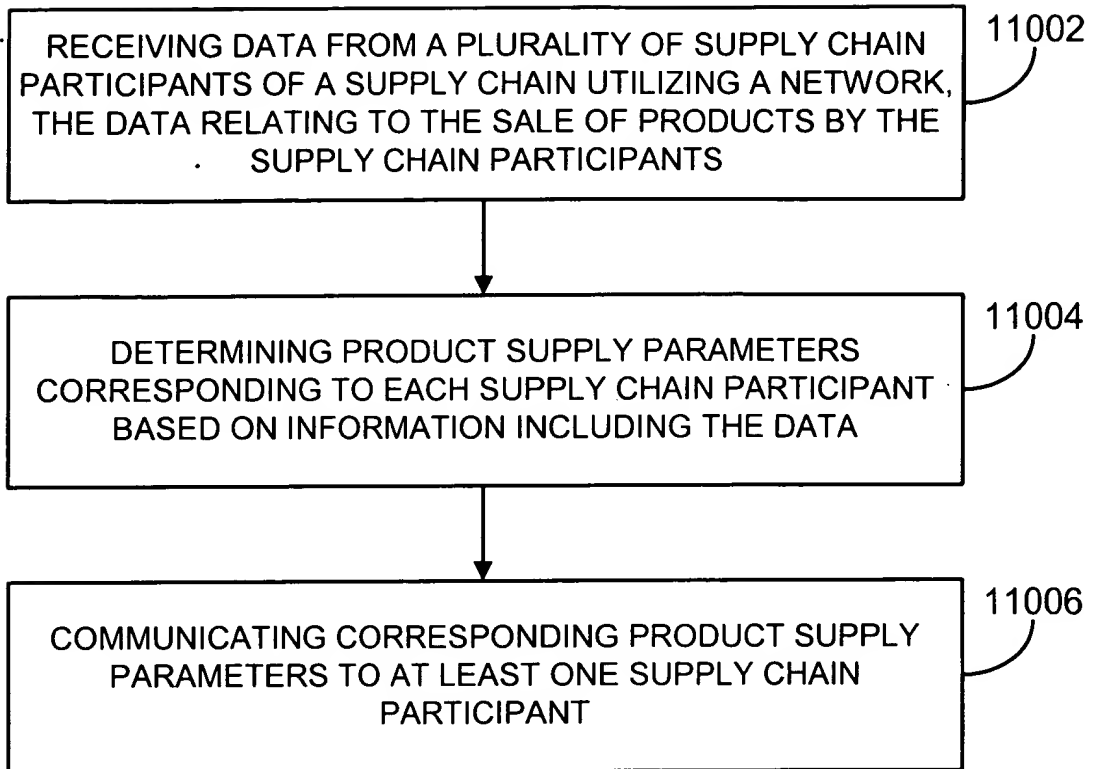 RECEIVING DATA FROM A PLURALITY OF SUPPLY CHAIN
PARTICIPANTS OF A SUPPLY CHAIN UTILIZING A NETWORK,
THE DATA RELATING TO THE SALE OF PRODUCTS BY THE
SUPPLY CHAIN PARTICIPANTS
11002
DETERMINING PRODUCT SUPPLY PARAMETERS
CORRESPONDING TO EACH SUPPLY CHAIN PARTICIPANT
BASED ON INFORMATION INCLUDING THE DATA
11004
COMMUNICATING CORRESPONDING PRODUCT SUPPLY
PARAMETERS TO AT LEAST ONE SUPPLY CHAIN
PARTICIPANT
11006